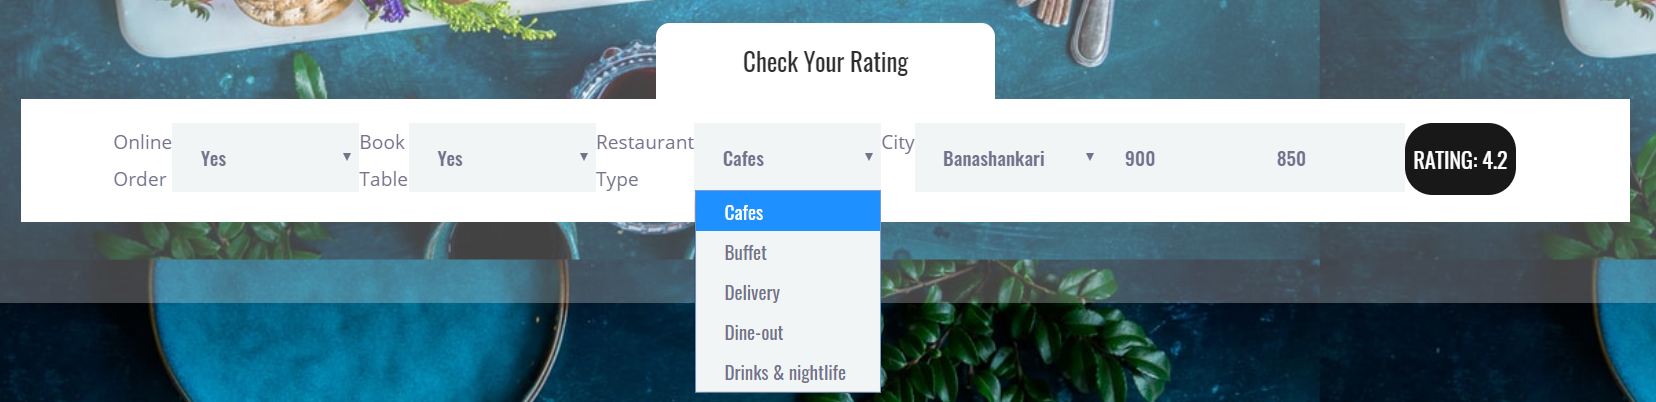 Check Your Rating
Online Order
Yes
Book Table
Yes
Restaurant Type
Cafes
City
Banashankari
900
850
RATING: 4.2
Cafes
Buffet
Delivery
Dine-out
Drinks & nightlife